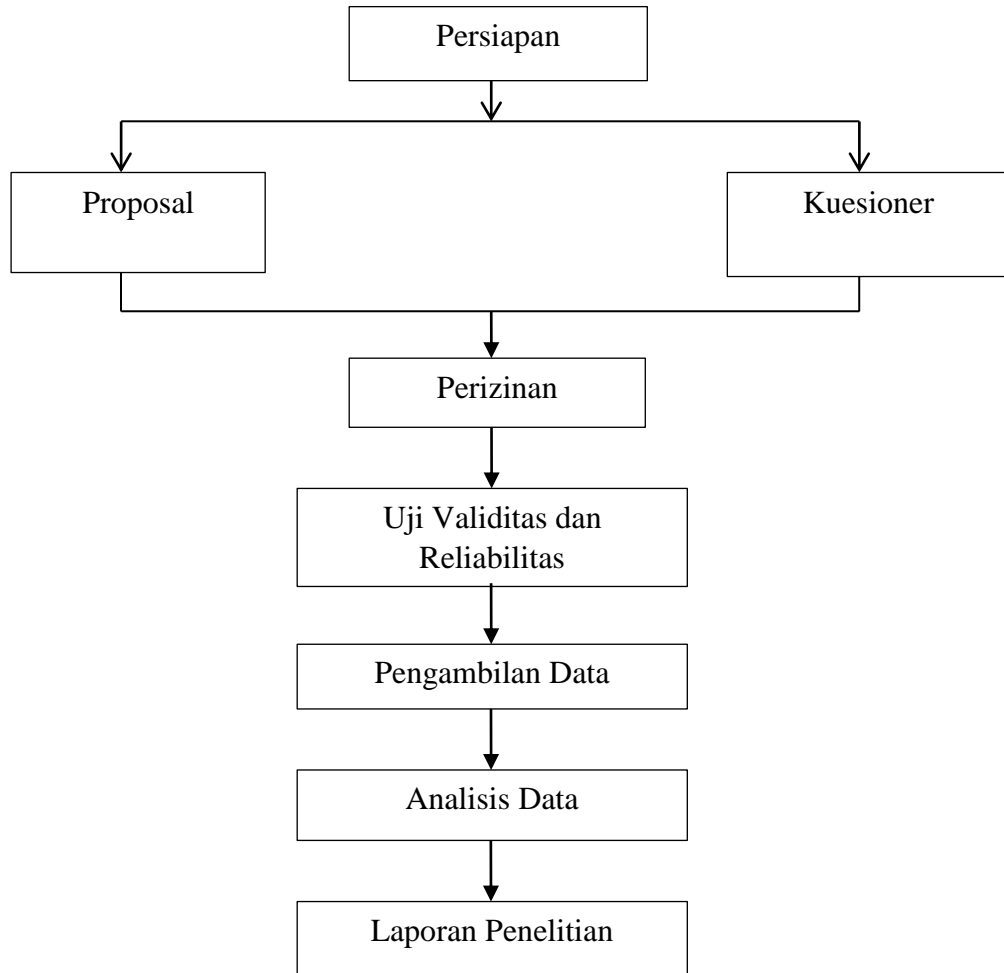 Persiapan
Proposal
Kuesioner
Perizinan
Uji Validitas dan
Reliabilitas
Pengambilan Data
Analisis Data
Laporan Penelitian